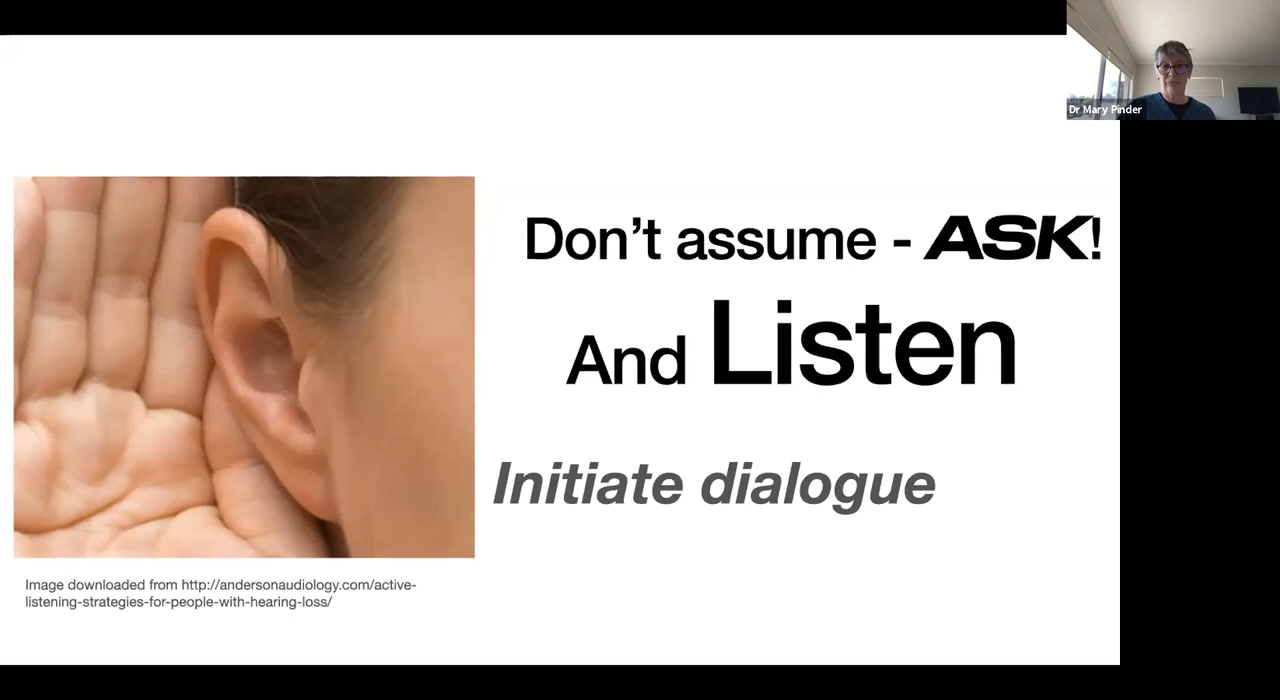 Dr Mary Pinder
Don’t assume - ASK!
And Listen
Initiate dialogue
Image downloaded from http://andersonaudiology.com/active-
listening-strategies-for-people-with-hearing-loss/